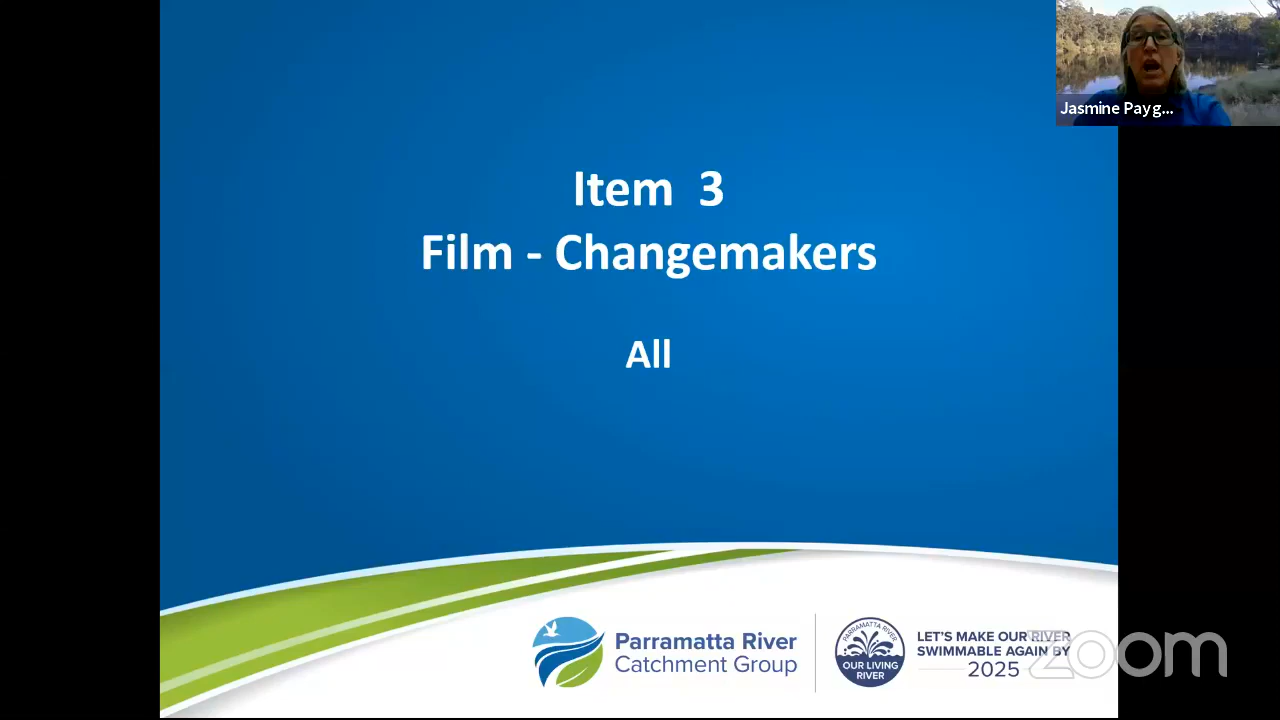 Jasmine Payg...
Item 3
Film - Changemakers
All
Parramatta River
Catchment Group
PARRAMATTA RIVER
OUR LIVING
RIVER
LET'S MAKE OUR RIVER
SWIMMABLE AGAIN BY
2025
zoom